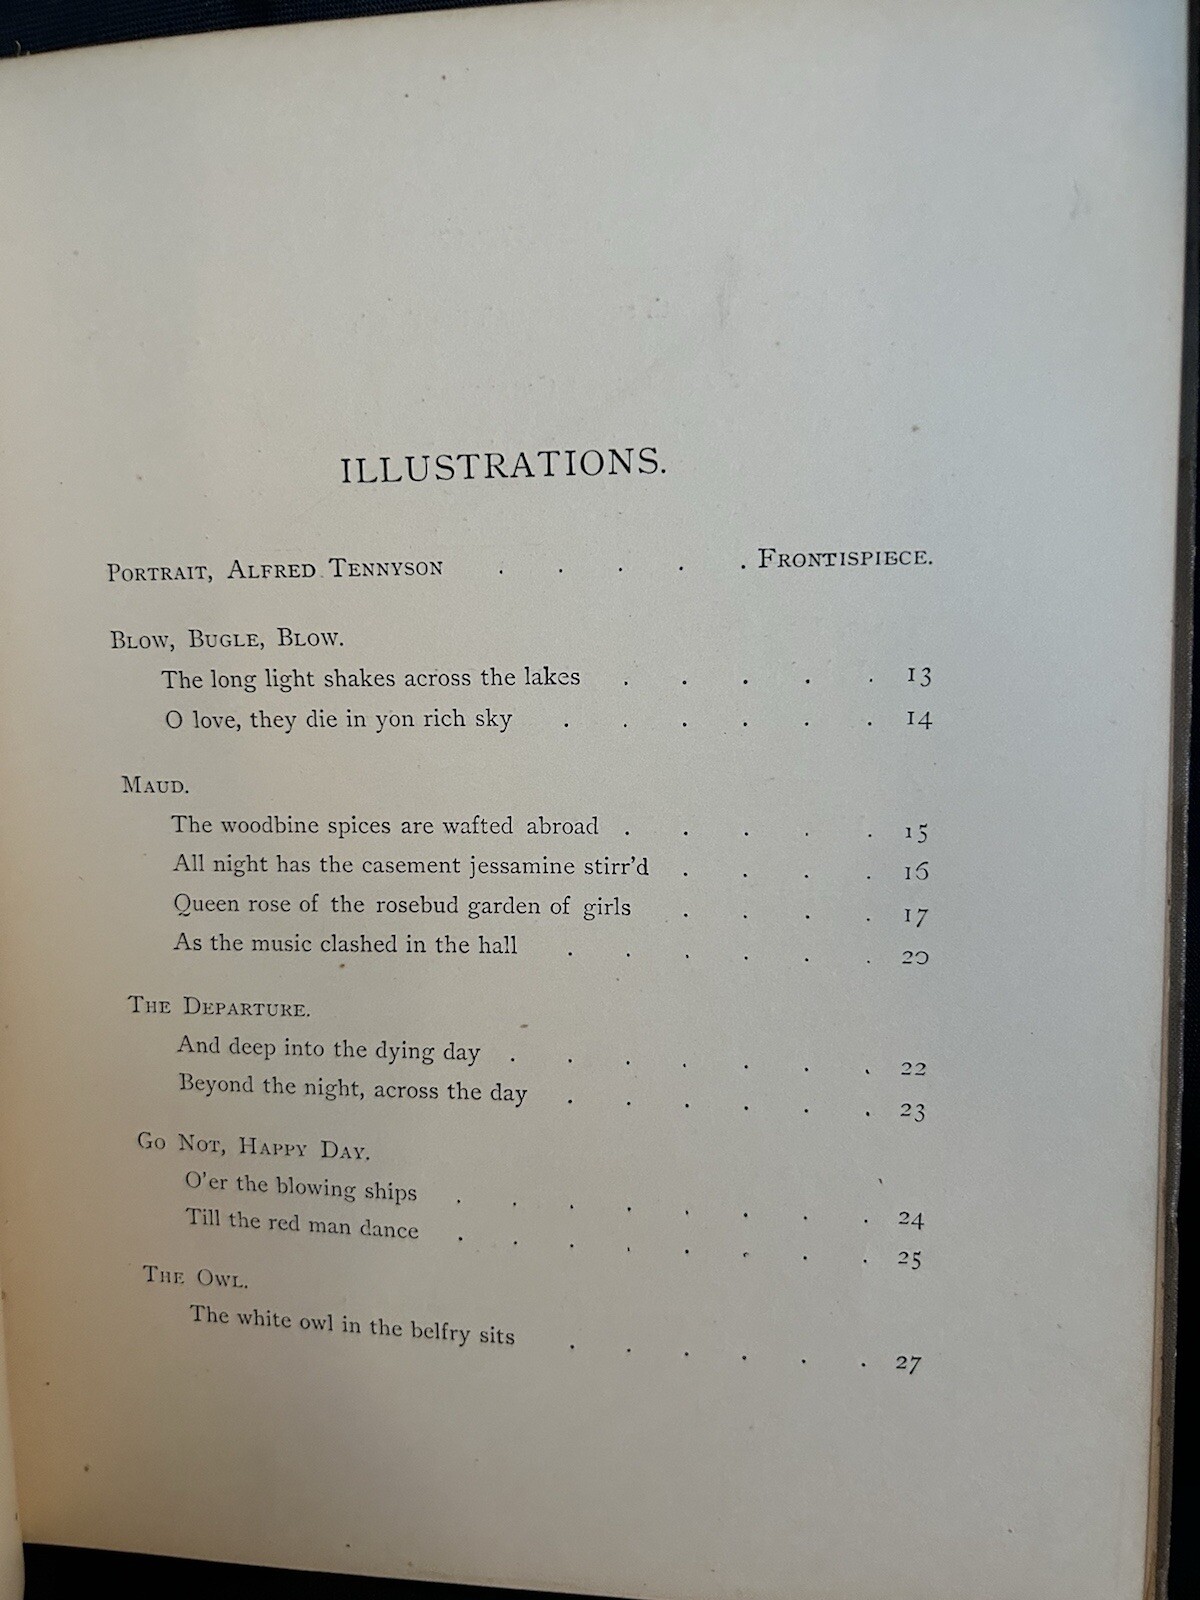 ILLUSTRATIONS.
PORTRAIT, ALFRED TENNYSON . . . . . FRONTISPIECE.
BLOW, BUGLE, BLOW.
The long light shakes across the lakes . . . . . 13
O love, they die in yon rich sky . . . . . . 14
MAUD.
The woodbine spices are wafted abroad . . . . . 15
All night has the casement jessamine stirr'd . . . . 16
Queen rose of the rosebud garden of girls . . . . 17
As the music clashed in the hall . . . . . . 20
THE DEPARTURE.
And deep into the dying day . . . . . . . 22
Beyond the night, across the day . . . . . . 23
GO NOT, HAPPY DAY.
O'er the blowing ships . . . . . . . . 24
Till the red man dance . . . . . . . . 25
THE OWL.
The white owl in the belfry sits . . . . . . 27